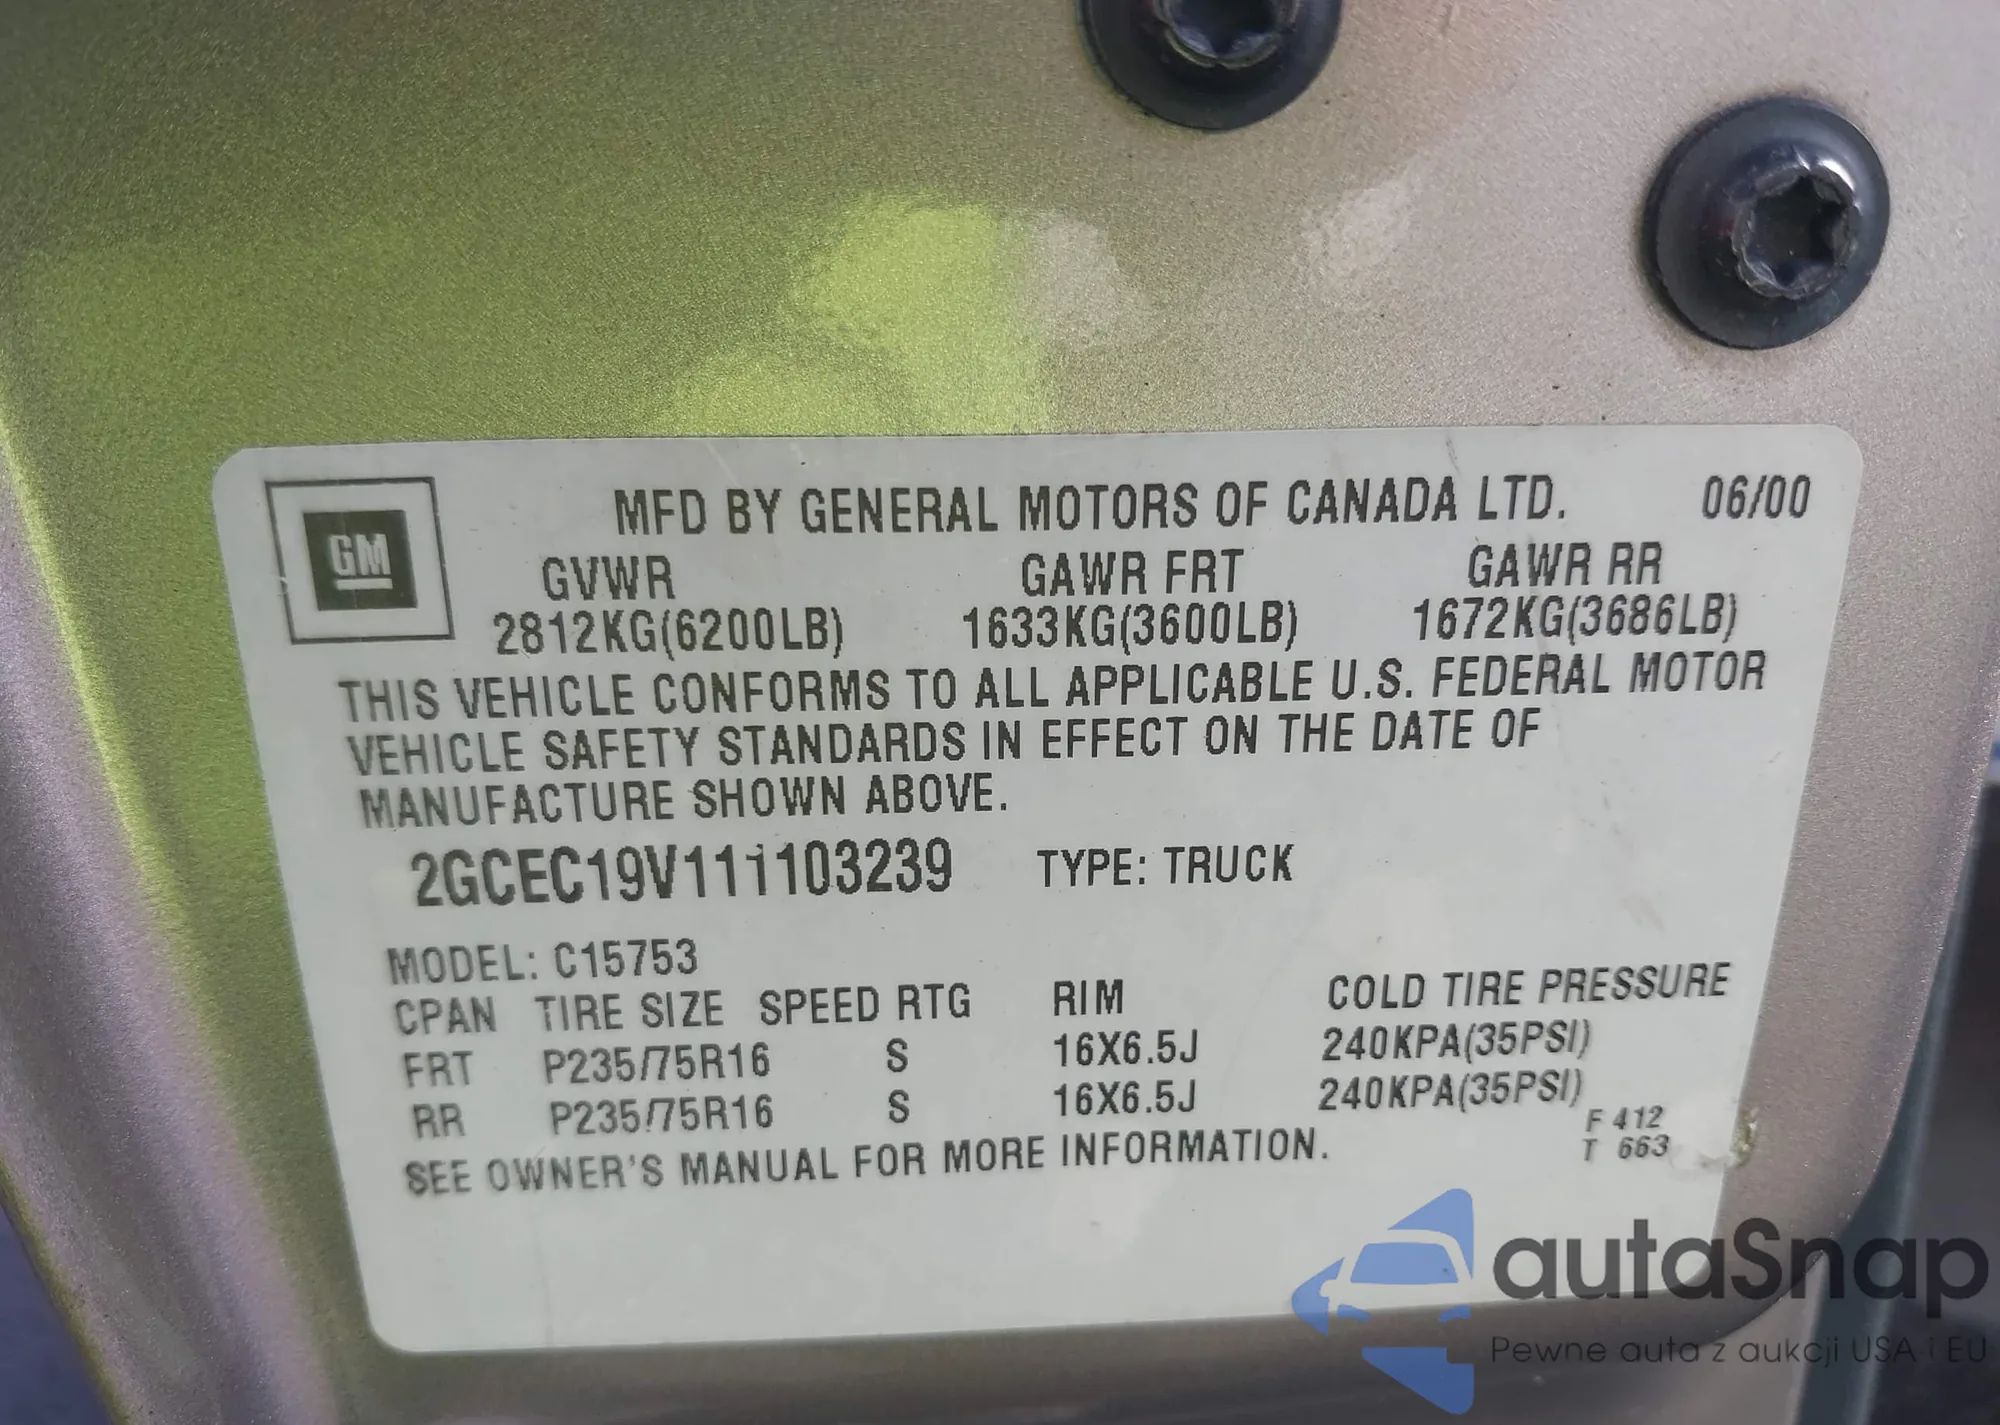 GM
MFD BY GENERAL MOTORS OF CANADA LTD. 06/00
GVWR GAWR FRT GAWR RR
2812KG(6200LB) 1633KG(3600LB) 1672KG(3686LB)
THIS VEHICLE CONFORMS TO ALL APPLICABLE U.S. FEDERAL MOTOR
VEHICLE SAFETY STANDARDS IN EFFECT ON THE DATE OF
MANUFACTURE SHOWN ABOVE.
2GCEC19V111103239 TYPE: TRUCK
MODEL: C15753
CPAN TIRE SIZE SPEED RTG RIM COLD TIRE PRESSURE
FRT P235/75R16 S 16X6.5J 240KPA(35PSI)
RR P235/75R16 S 16X6.5J 240KPA(35PSI)
F 412
T 663
SEE OWNER'S MANUAL FOR MORE INFORMATION.
autaSnap
Pewne auta z aukcji USA i EU